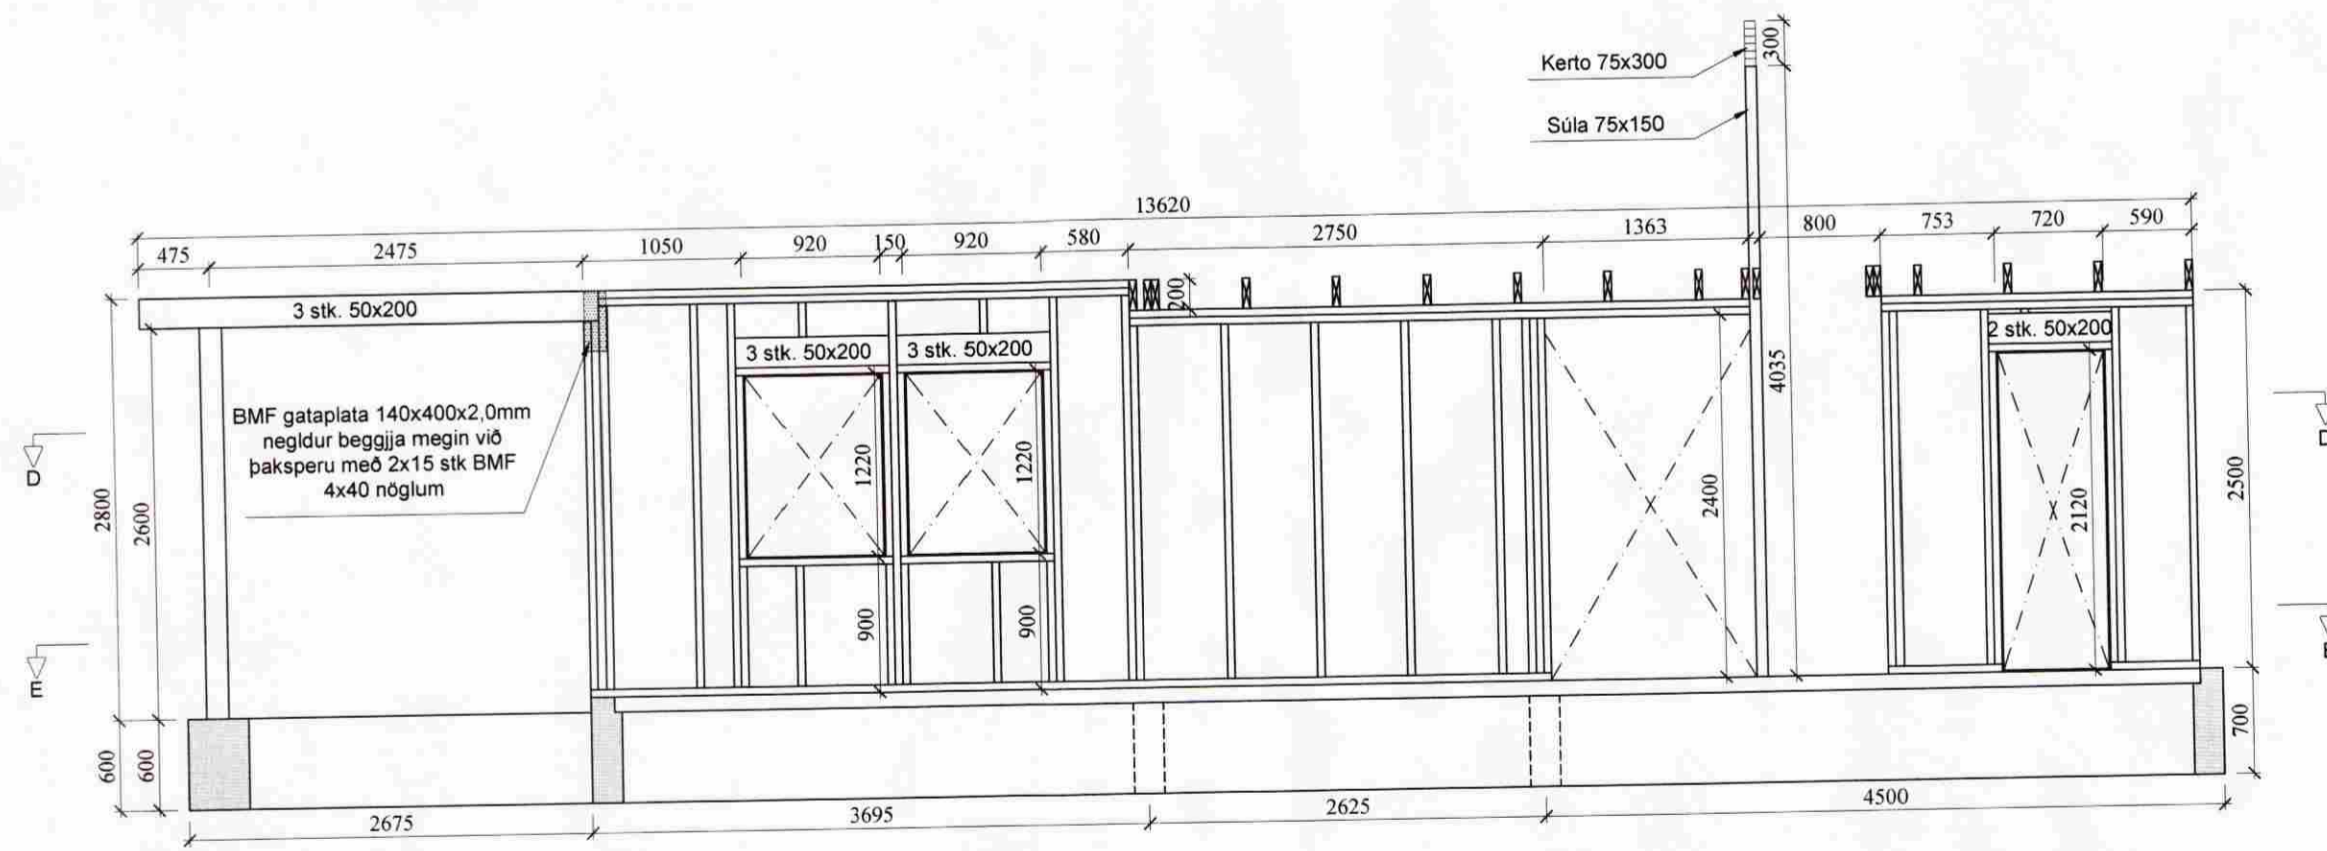 Kerto 75x300
300
Súla 75x150
13620
475
2475
1050
920
150
920
580
2750
1363
800
753
720
590
3 stk. 50x200
200
3 stk. 50x200
3 stk. 50x200
2 stk. 50x200
4035
BMF gataplata 140x400x2,0mm
negldur beggjja megin við
þaksperu með 2x15 stk BMF
4x40 nöglum
D
2800
2600
1220
1220
2400
2120
2500
900
900
E
600
600
700
2675
3695
2625
4500